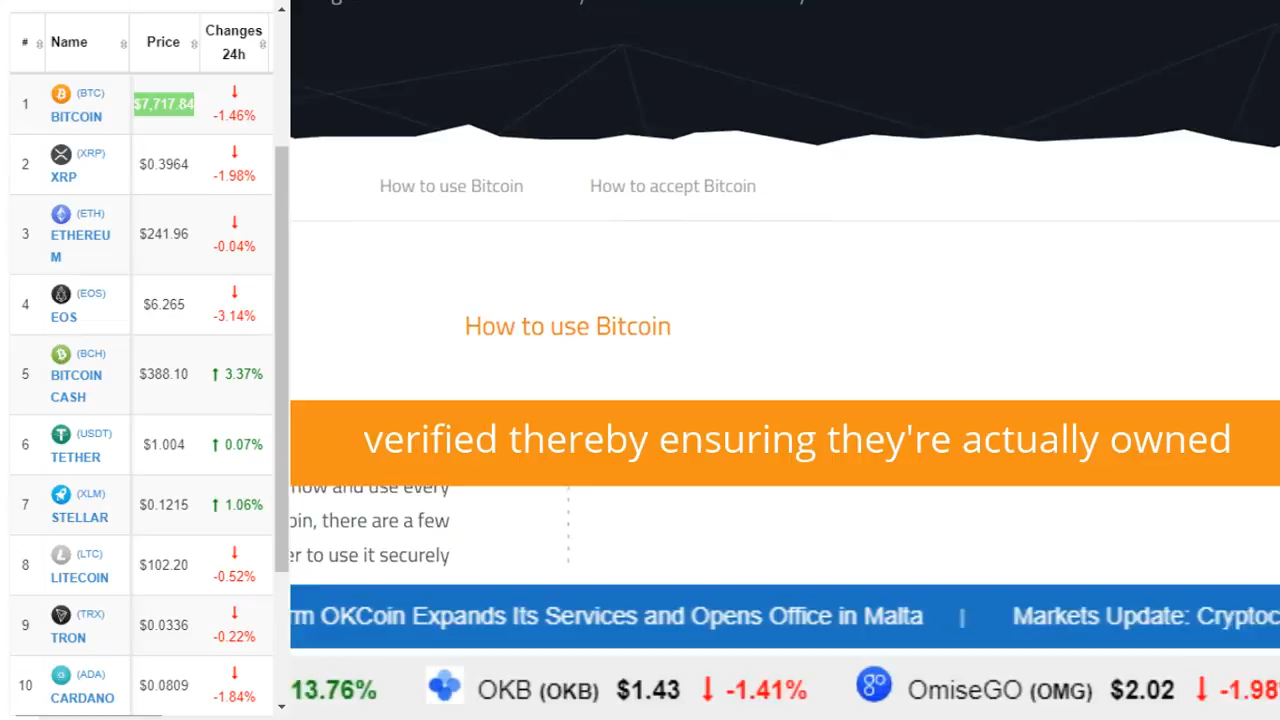 # Name Price Changes 24h
1 (BTC) BITCOIN $7,717.84 -1.46%
2 (XRP) XRP $0.3964 -1.98%
3 (ETH) ETHEREU M $241.96 -0.04%
4 (EOS) EOS $6.265 -3.14%
5 (BCH) BITCOIN CASH $388.10 3.37%
6 (USDT) TETHER $1.004 0.07%
7 (XLM) STELLAR $0.1215 1.06%
8 (LTC) LITECOIN $102.20 -0.52%
9 (TRX) TRON $0.0336 -0.22%
10 (ADA) CARDANO $0.0809 -1.84%
How to use Bitcoin How to accept Bitcoin
How to use Bitcoin
verified thereby ensuring they're actually owned
now and use every
oin, there are a few
er to use it securely
rm OKCoin Expands Its Services and Opens Office in Malta | Markets Update: Cryptoc
13.76% OKB (OKB) $1.43 -1.41% OmiseGO (OMG) $2.02 -1.98%